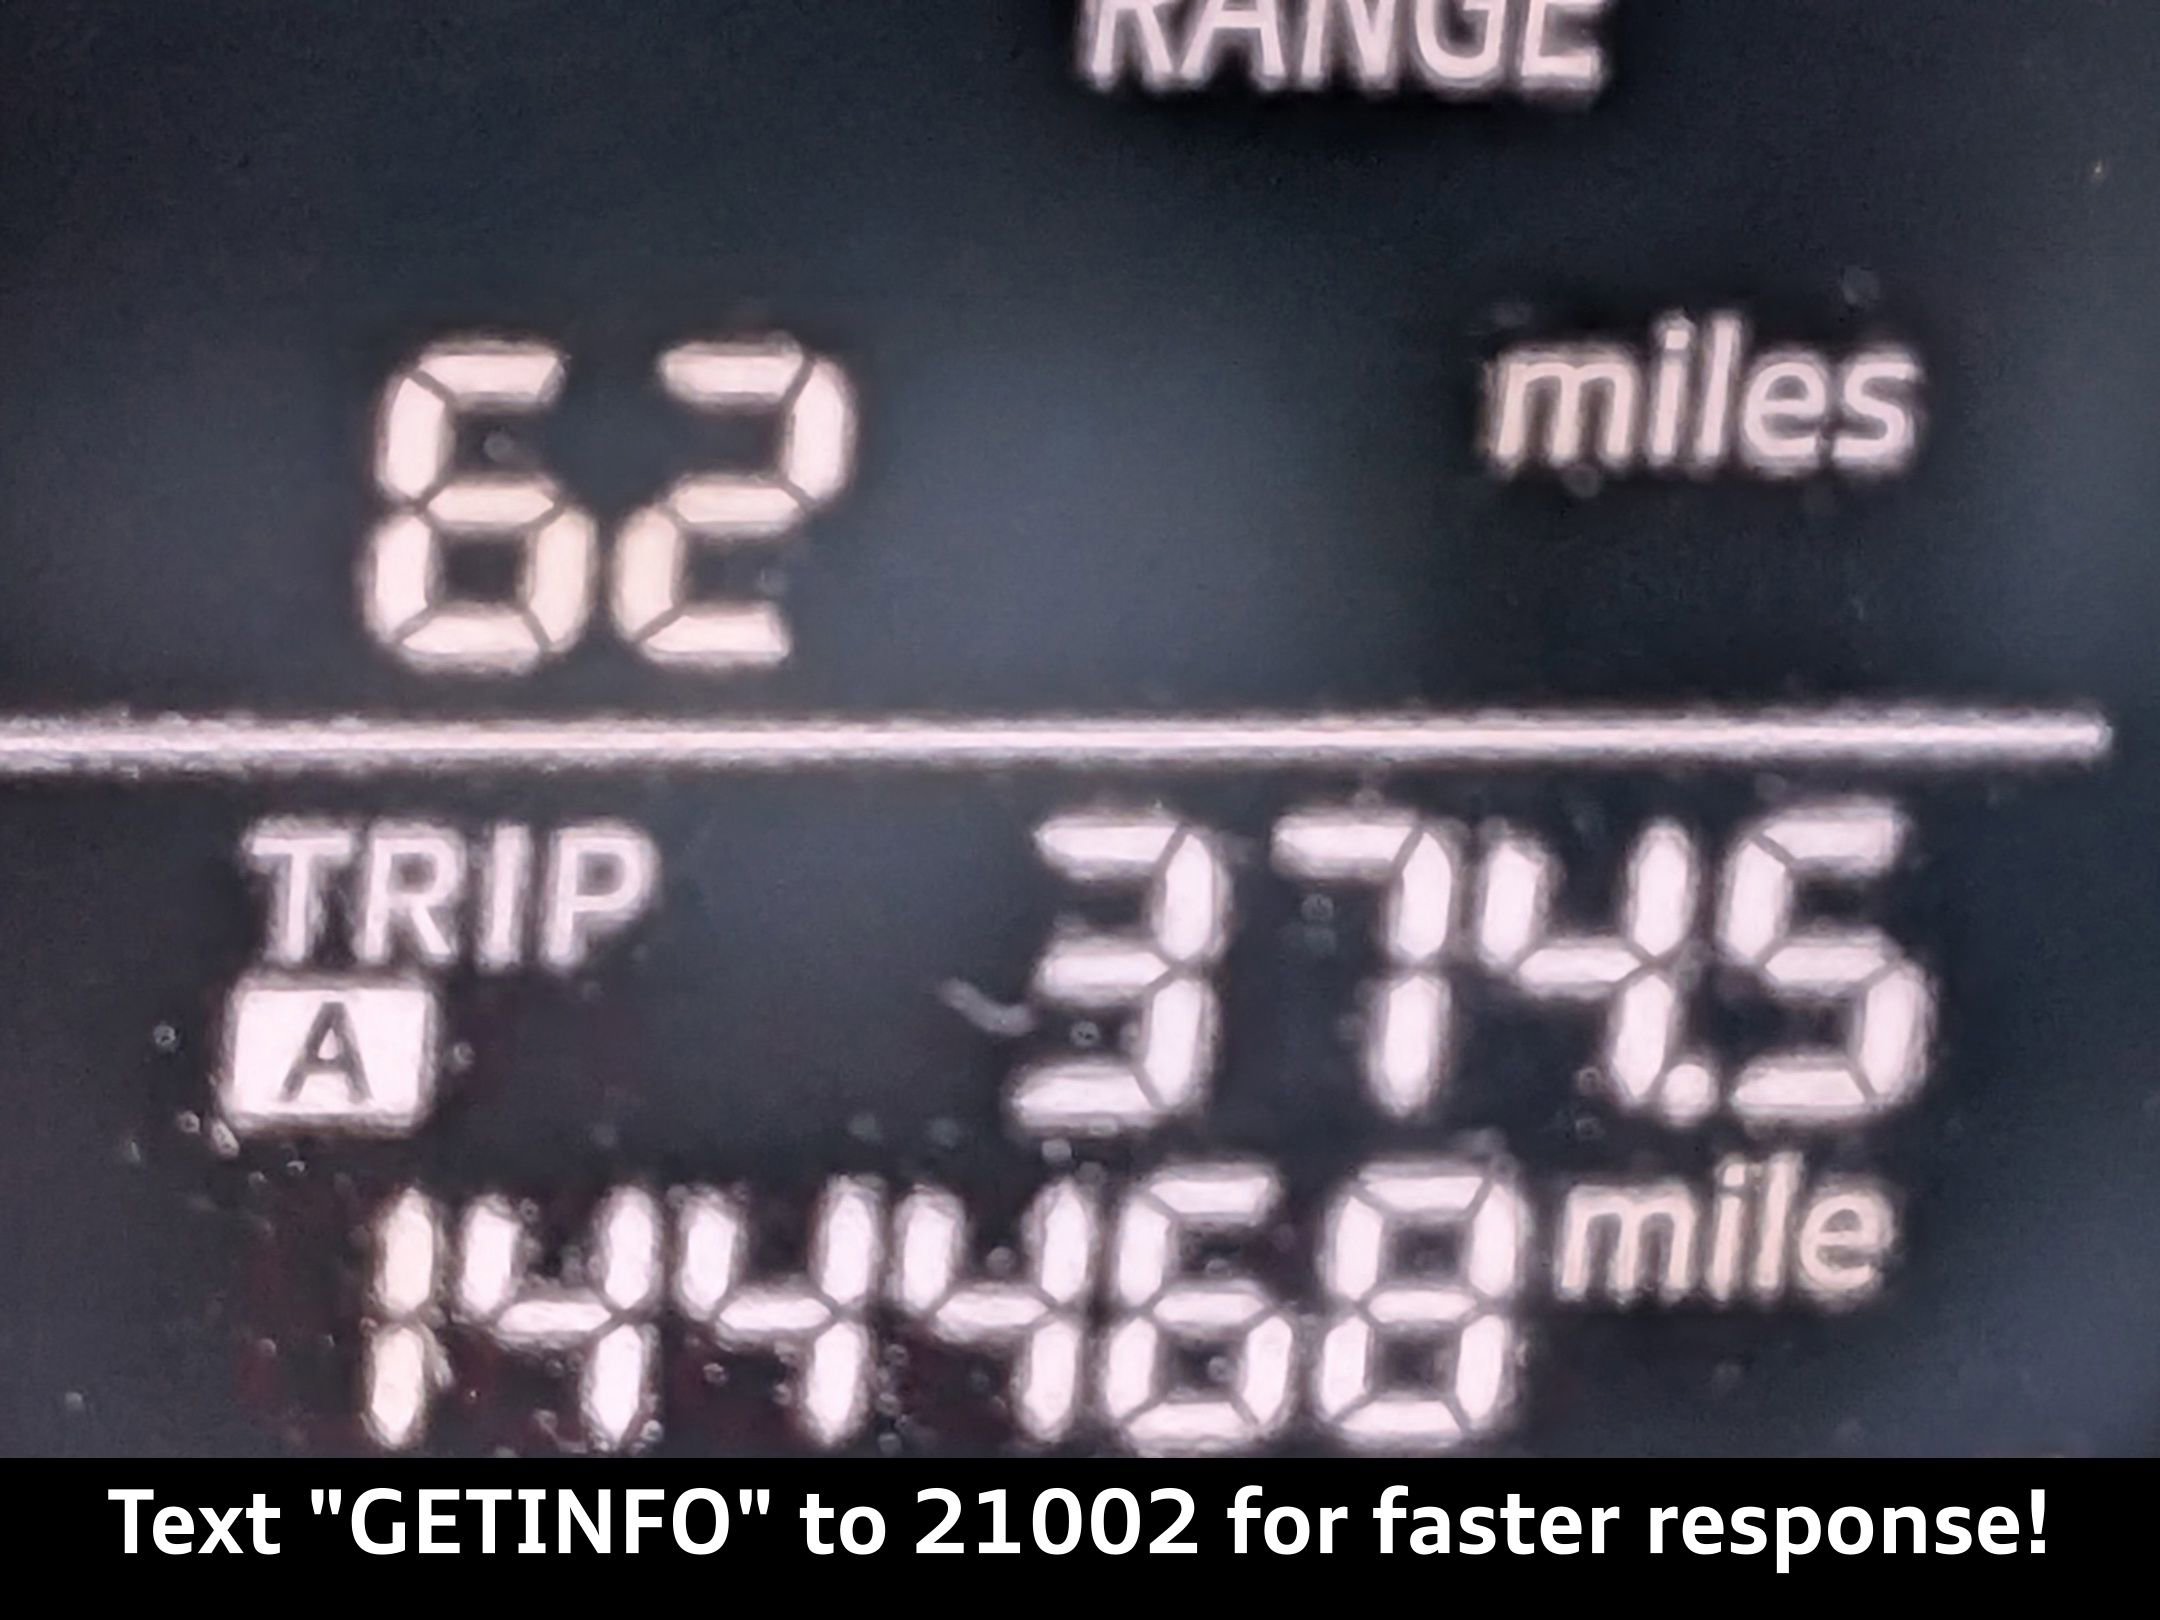 RANGE
62 miles
TRIP 374.5
A
144468 mile
Text "GETINFO" to 21002 for faster response!